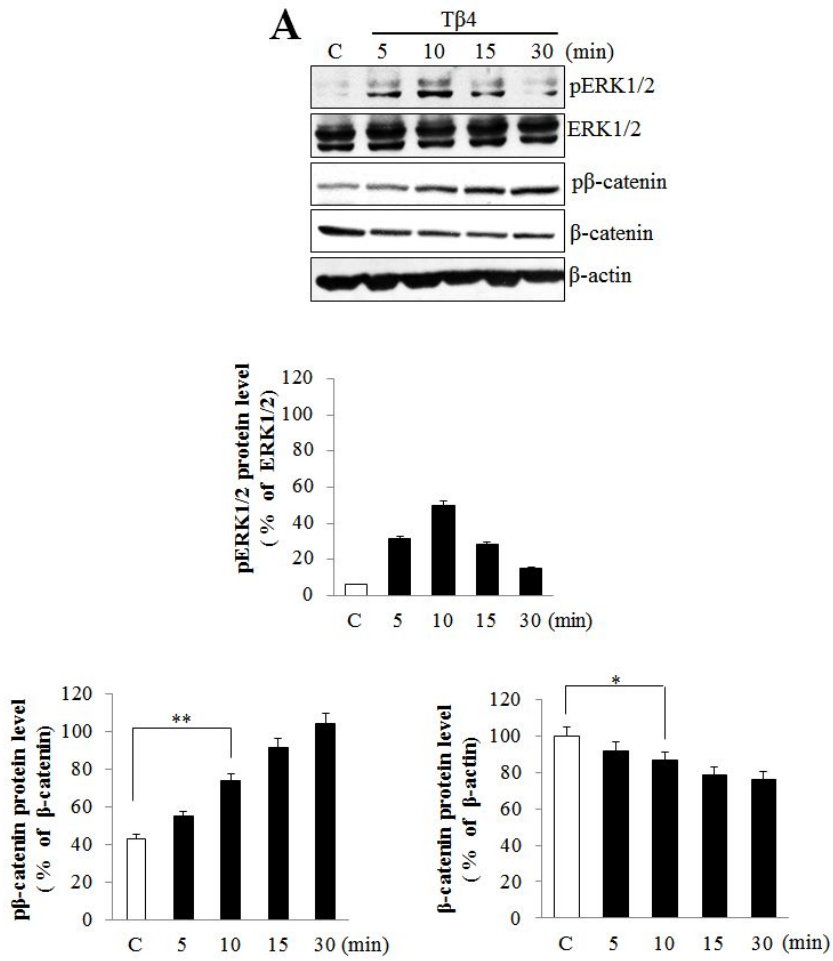 A
Tβ4
C 5 10 15 30 (min)
pERK1/2
ERK1/2
pβ-catenin
β-catenin
β-actin
pERK1/2 protein level
( % of ERK1/2)
120
100
80
60
40
20
0
C 5 10 15 30 (min)
pβ-catenin protein level
( % of β-catenin)
120
100
80
60
40
20
0
**
C 5 10 15 30 (min)
β-catenin protein level
( % of β-actin)
120
100
80
60
40
20
0
*
C 5 10 15 30 (min)